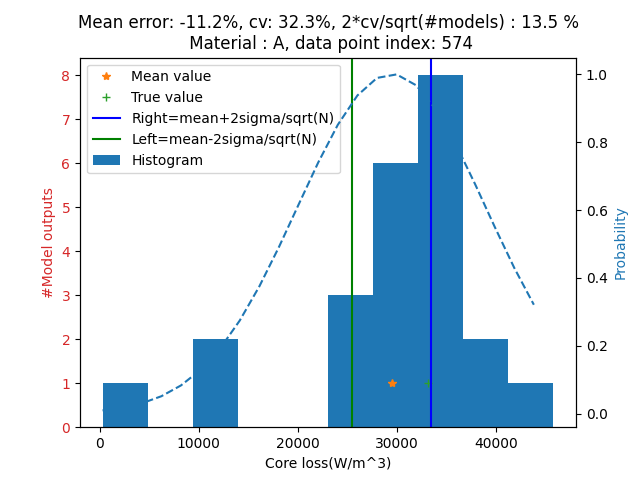 Mean error: -11.2%, cv: 32.3%, 2*cv/sqrt(#models) : 13.5 %
Material : A, data point index: 574
Mean value
True value
Right=mean+2sigma/sqrt(N)
Left=mean-2sigma/sqrt(N)
Histogram
#Model outputs
8
7
6
5
4
3
2
1
0
Probability
1.0
0.8
0.6
0.4
0.2
0.0
0 10000 20000 30000 40000
Core loss(W/m^3)